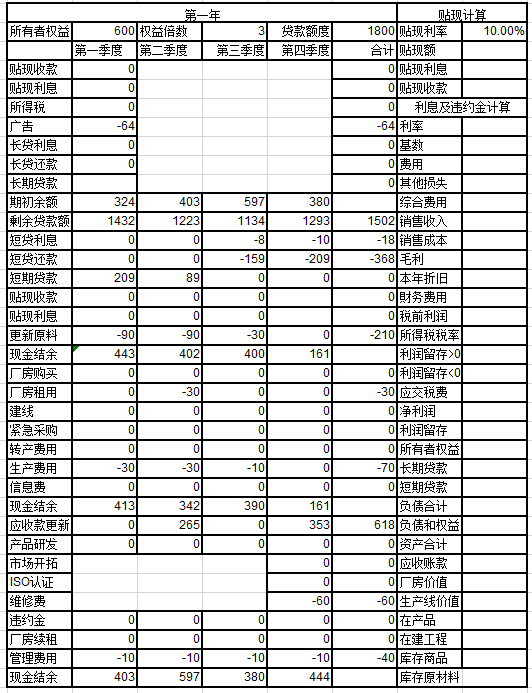 第一年 贴现计算
所有者权益 600 权益倍数 3 贷款额度 1800 贴现利率 10.00%
第一季度 第二季度 第三季度 第四季度 合计 贴现额
贴现收款 0 0 贴现利息
贴现利息 0 0 贴现收款
所得税 0 0 利息及违约金计算
广告 -64 -64 利率
长贷利息 0 0 基数
长贷还款 0 0 费用
长期贷款 0 其他损失
期初余额 324 403 597 380 综合费用
剩余贷款额 1432 1223 1134 1293 1502 销售收入
短贷利息 0 0 -8 -10 -18 销售成本
短贷还款 0 0 -159 -209 -368 毛利
短期贷款 209 89 0 0 0 本年折旧
贴现收款 0 0 0 0 0 财务费用
贴现利息 0 0 0 0 0 税前利润
更新原料 -90 -90 -30 0 -210 所得税税率
现金结余 443 402 400 161 利润留存>0
厂房购买 0 0 0 0 0 利润留存<0
厂房租用 0 -30 0 0 -30 应交税费
建线 0 0 0 0 0 净利润
紧急采购 0 0 0 0 0 利润留存
转产费用 0 0 0 0 0 所有者权益
生产费用 -30 -30 -10 0 -70 长期贷款
信息费 0 0 0 0 0 短期贷款
现金结余 413 342 390 161 负债合计
应收款更新 0 265 0 353 618 负债和权益
产品研发 0 0 0 0 0 资产合计
市场开拓 0 0 应收账款
ISO认证 0 0 厂房价值
维修费 -60 -60 生产线价值
违约金 0 0 0 0 0 在产品
厂房续租 0 0 0 0 0 在建工程
管理费用 -10 -10 -10 -10 -40 库存商品
现金结余 403 597 380 444 库存原材料